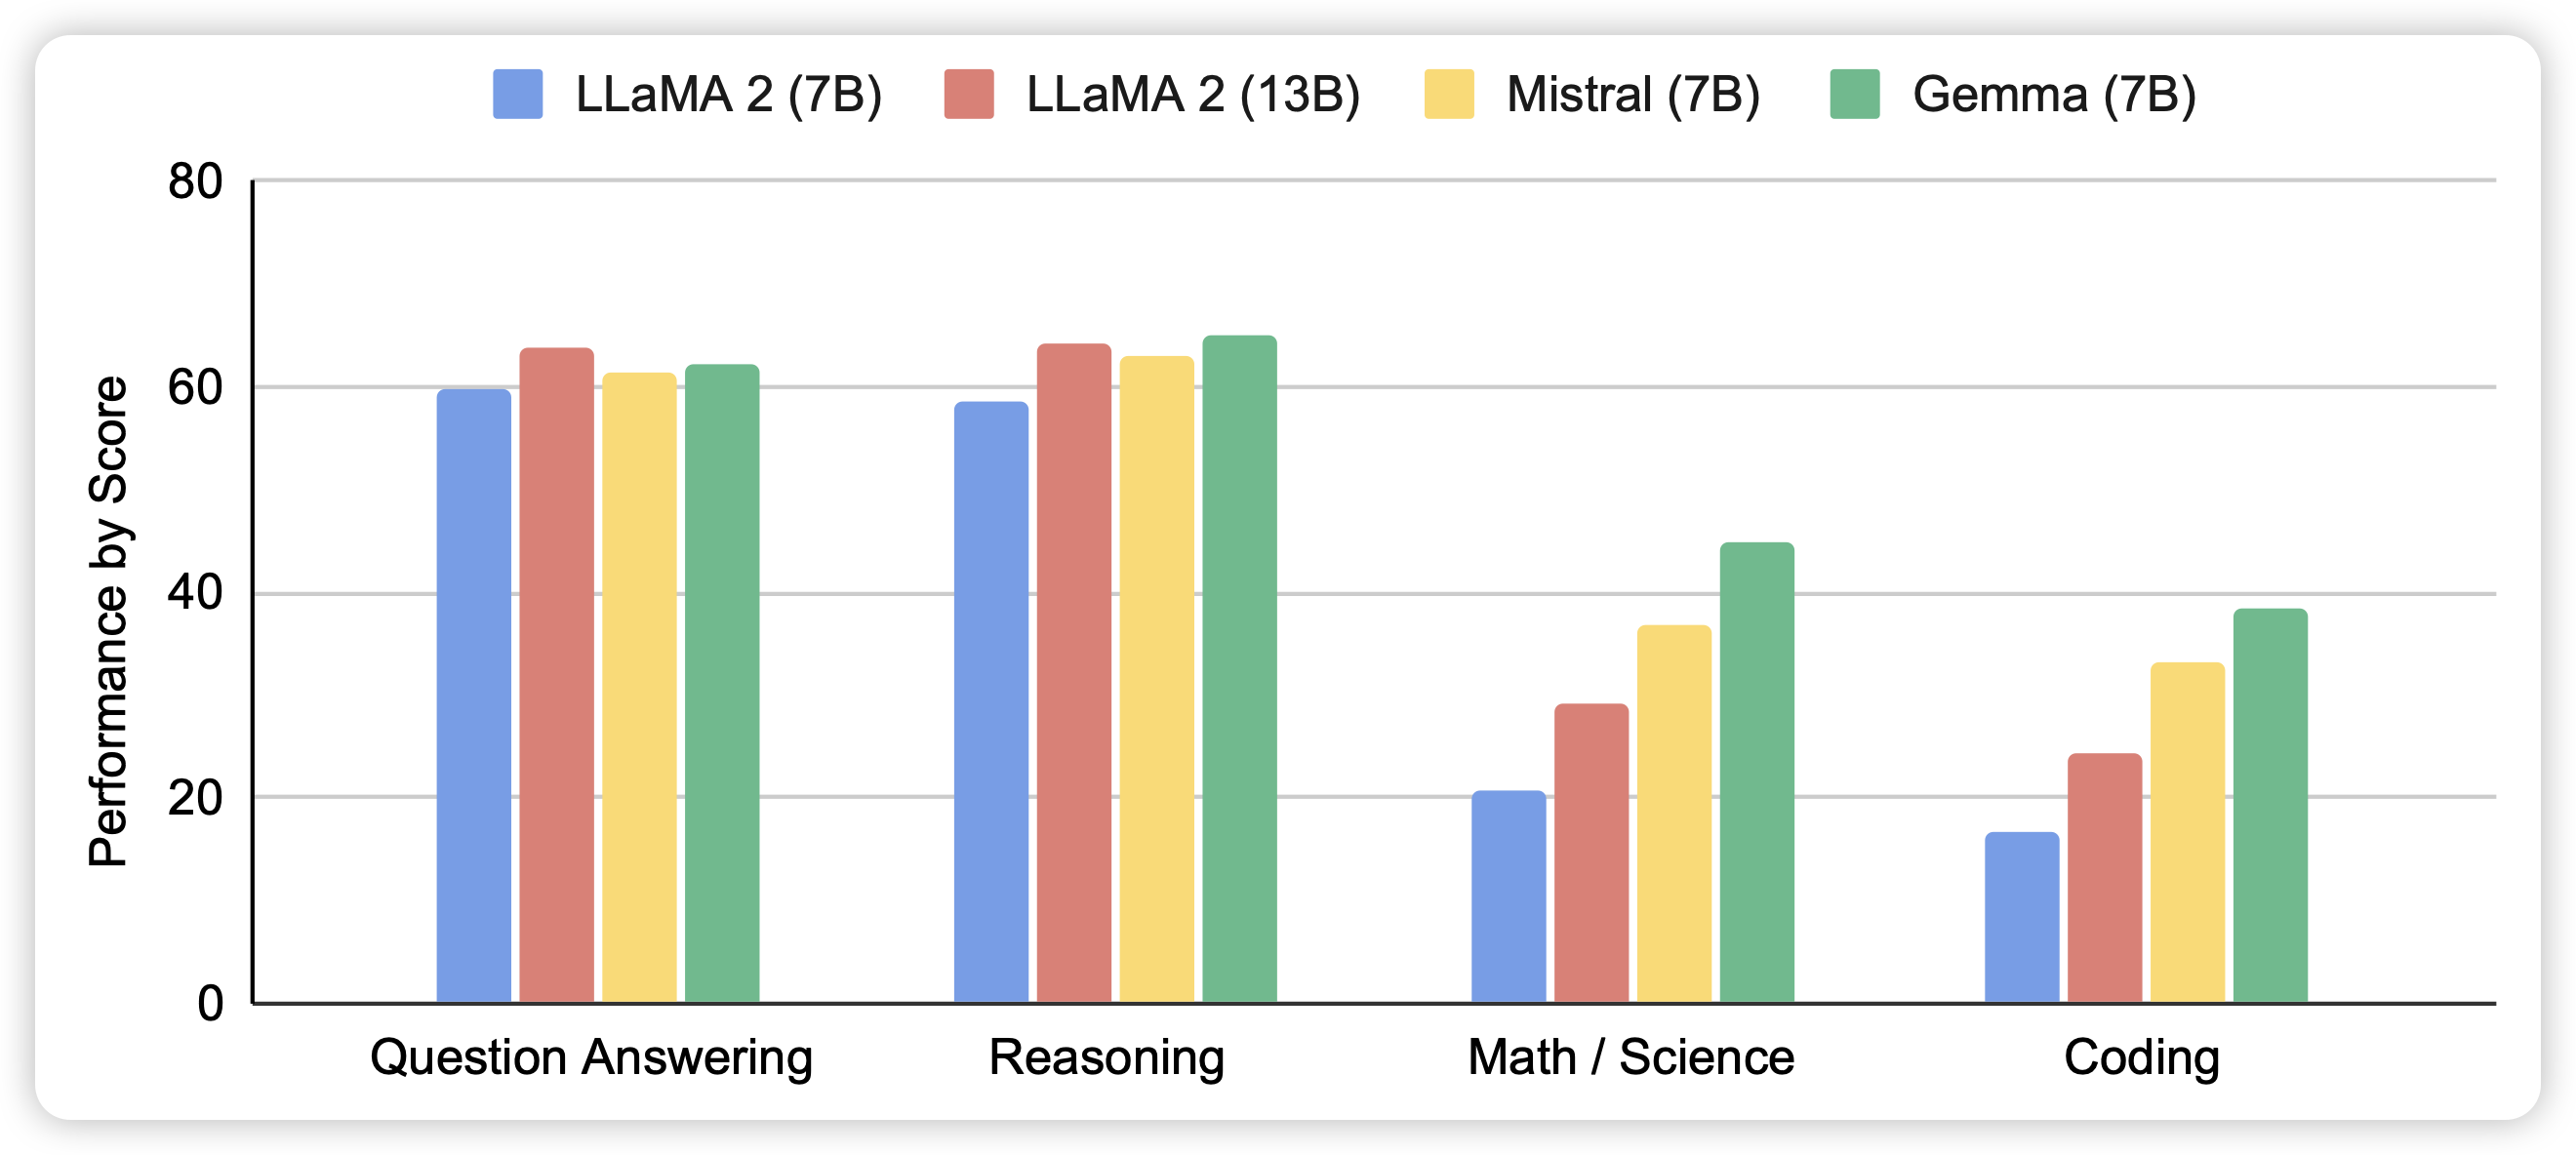 LLaMA 2 (7B) LLaMA 2 (13B) Mistral (7B) Gemma (7B)
Performance by Score
80
60
40
20
0
Question Answering Reasoning Math / Science Coding